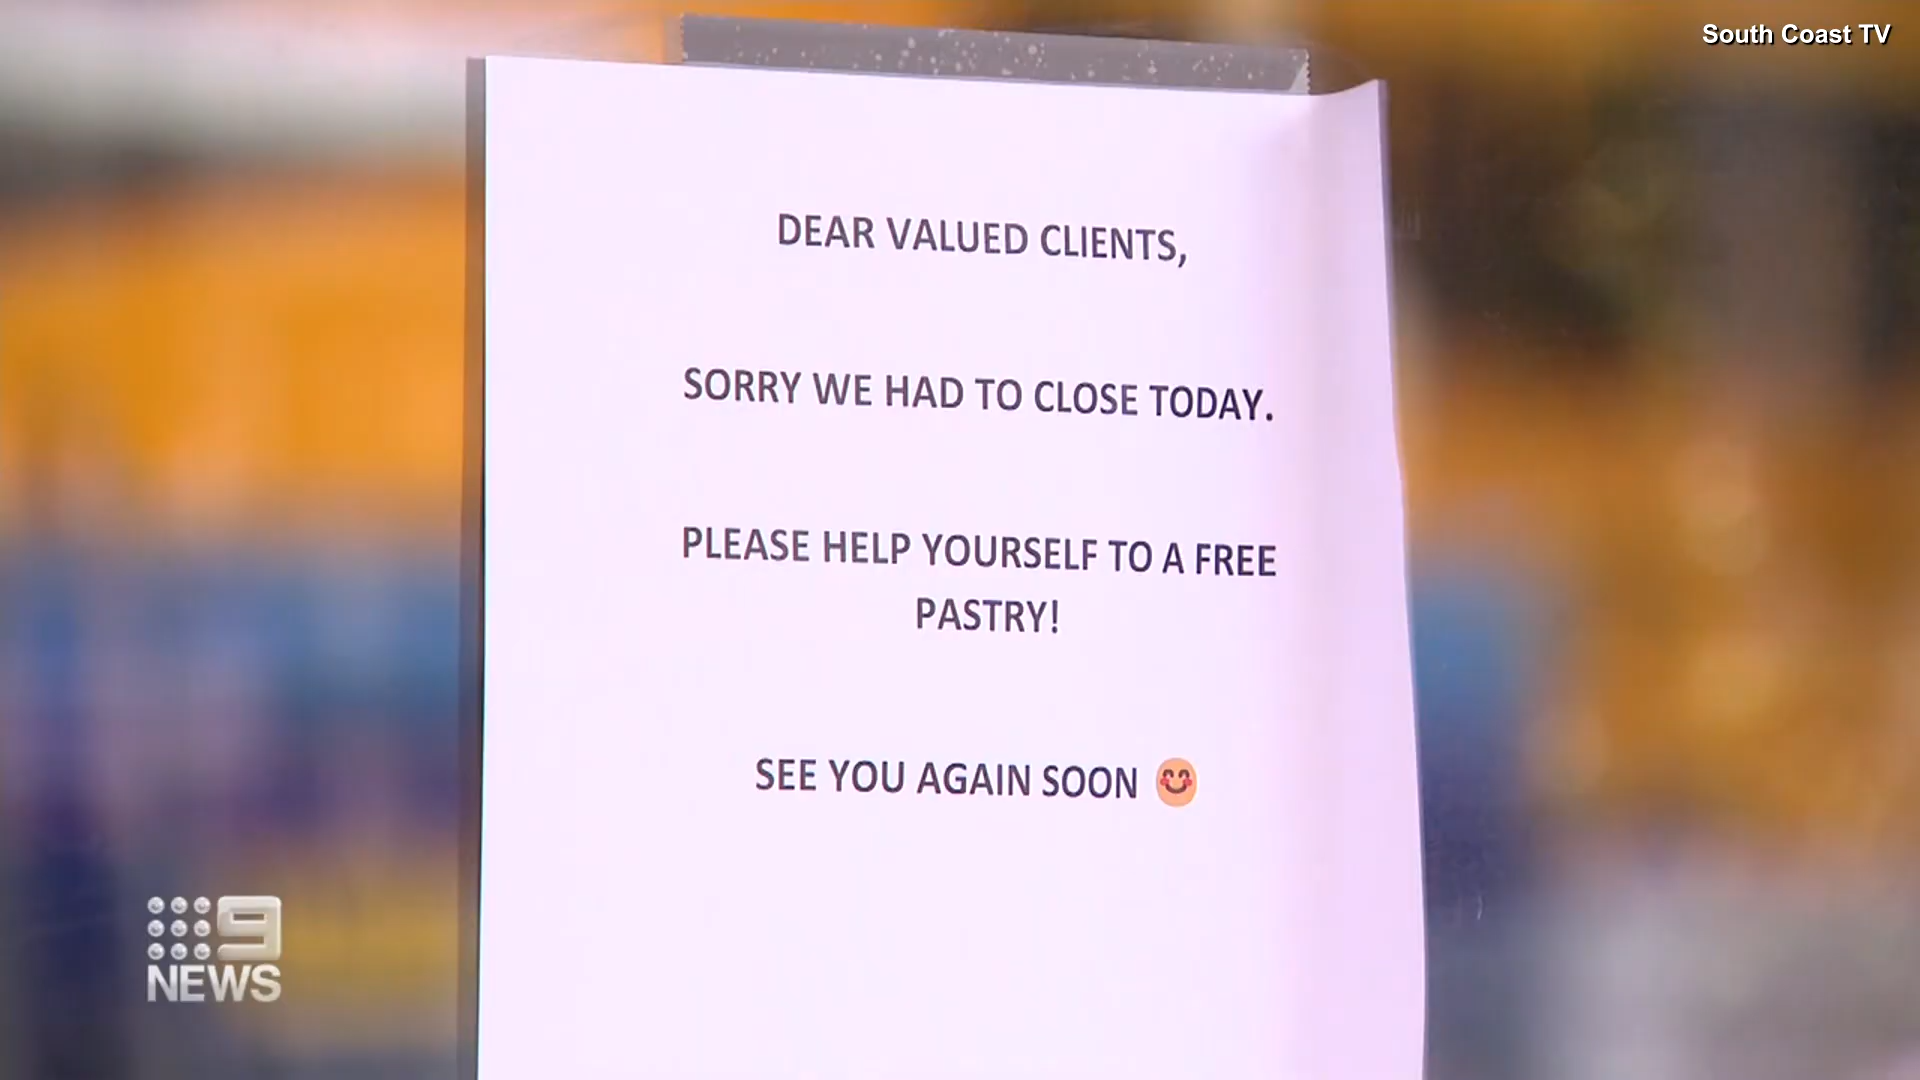 South Coast TV
DEAR VALUED CLIENTS,
SORRY WE HAD TO CLOSE TODAY.
PLEASE HELP YOURSELF TO A FREE
PASTRY!
SEE YOU AGAIN SOON 😊
9
NEWS